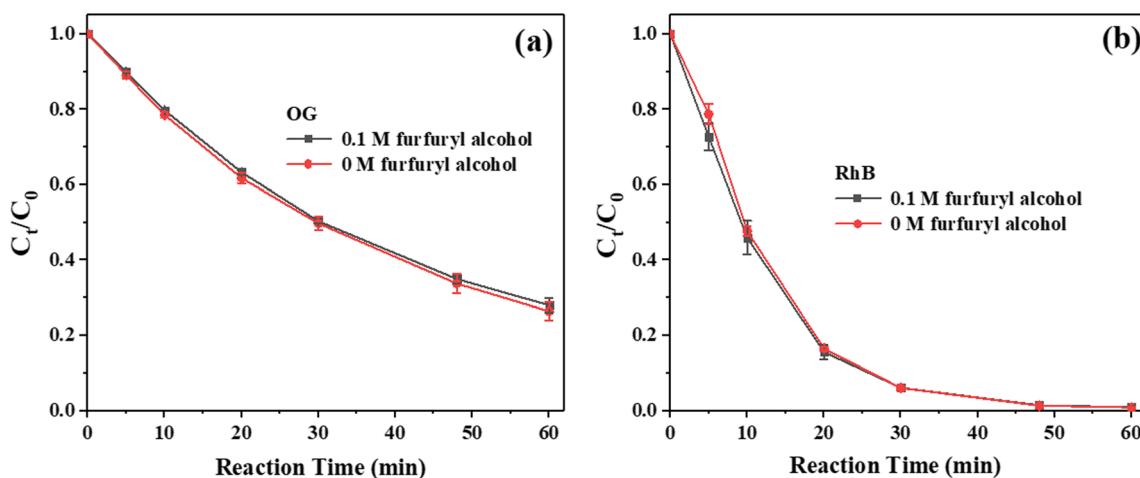 (a)
OG
0.1 M furfuryl alcohol
0 M furfuryl alcohol
Ct/C0
1.0
0.8
0.6
0.4
0.2
0.0
0 10 20 30 40 50 60
Reaction Time (min)
(b)
RhB
0.1 M furfuryl alcohol
0 M furfuryl alcohol
Ct/C0
1.0
0.8
0.6
0.4
0.2
0.0
0 10 20 30 40 50 60
Reaction Time (min)